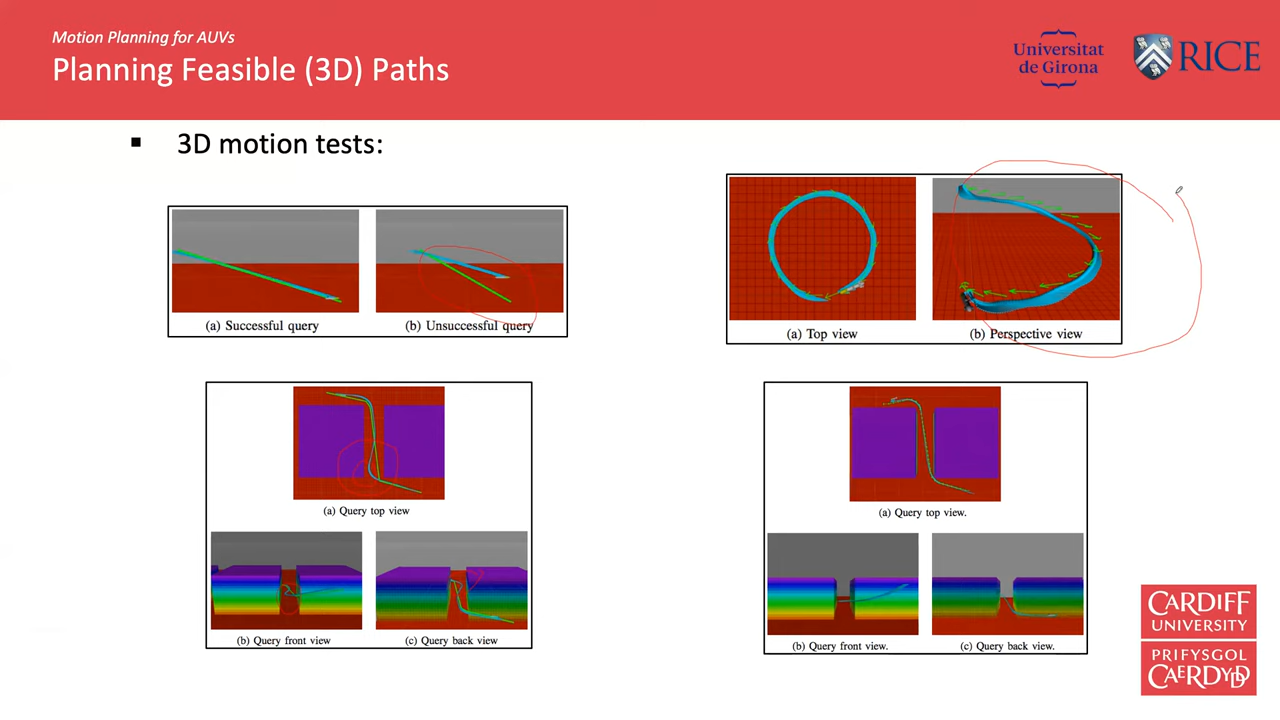 Motion Planning for AUVs
Planning Feasible (3D) Paths
Universitat
de Girona
RICE
▪ 3D motion tests:
(a) Successful query
(b) Unsuccessful query
(a) Top view
(b) Perspective view
(a) Query top view
(b) Query front view
(c) Query back view
(a) Query top view.
(b) Query front view.
(c) Query back view.
CARDIFF
UNIVERSITY
PRIFYSGOL
CAERDYDD